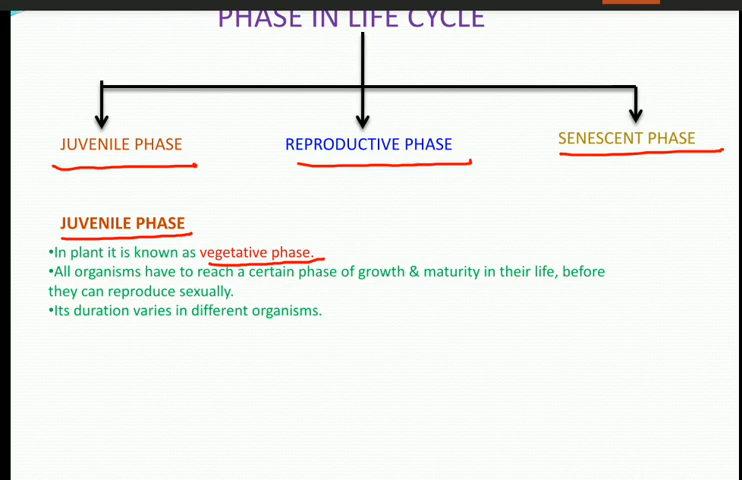 PHASE IN LIFE CYCLE
JUVENILE PHASE
REPRODUCTIVE PHASE
SENESCENT PHASE
JUVENILE PHASE
•In plant it is known as vegetative phase.
•All organisms have to reach a certain phase of growth & maturity in their life, before
they can reproduce sexually.
•Its duration varies in different organisms.